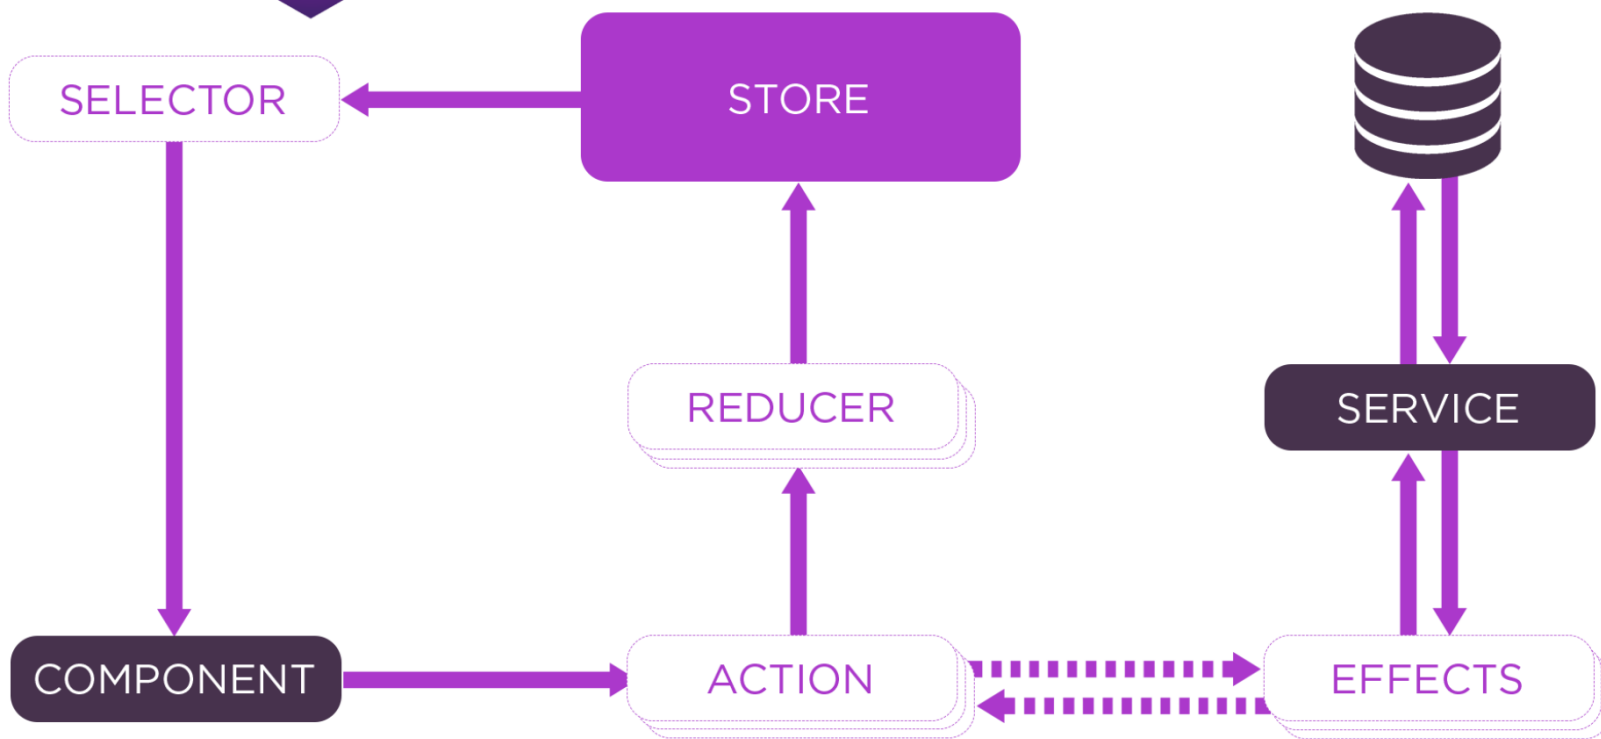 SELECTOR
STORE
REDUCER
SERVICE
COMPONENT
ACTION
EFFECTS